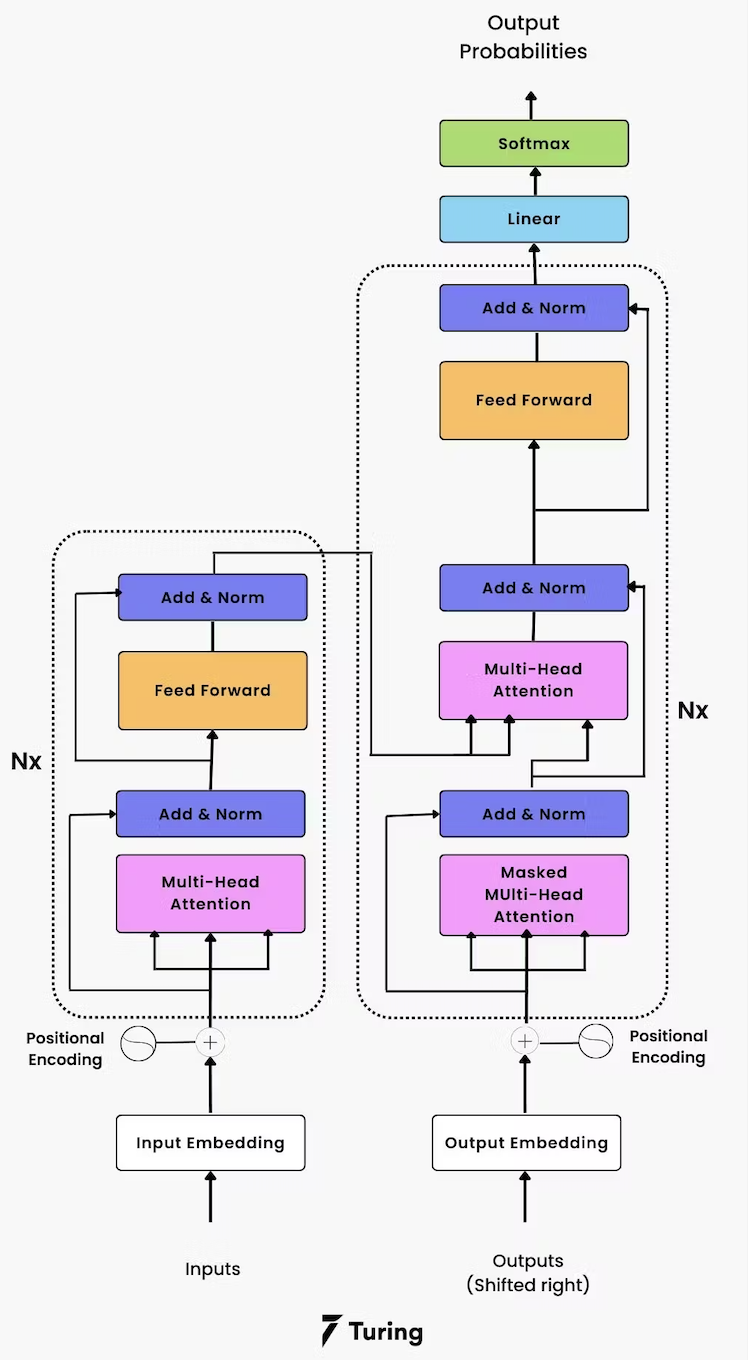 Output
Probabilities
Softmax
Linear
Add & Norm
Feed Forward
Add & Norm
Multi-Head
Attention
Nx
Add & Norm
Masked
MUlti-Head
Attention
Positional
Encoding
Output Embedding
Outputs
(Shifted right)
Add & Norm
Feed Forward
Nx
Add & Norm
Multi-Head
Attention
Positional
Encoding
Input Embedding
Inputs
Turing